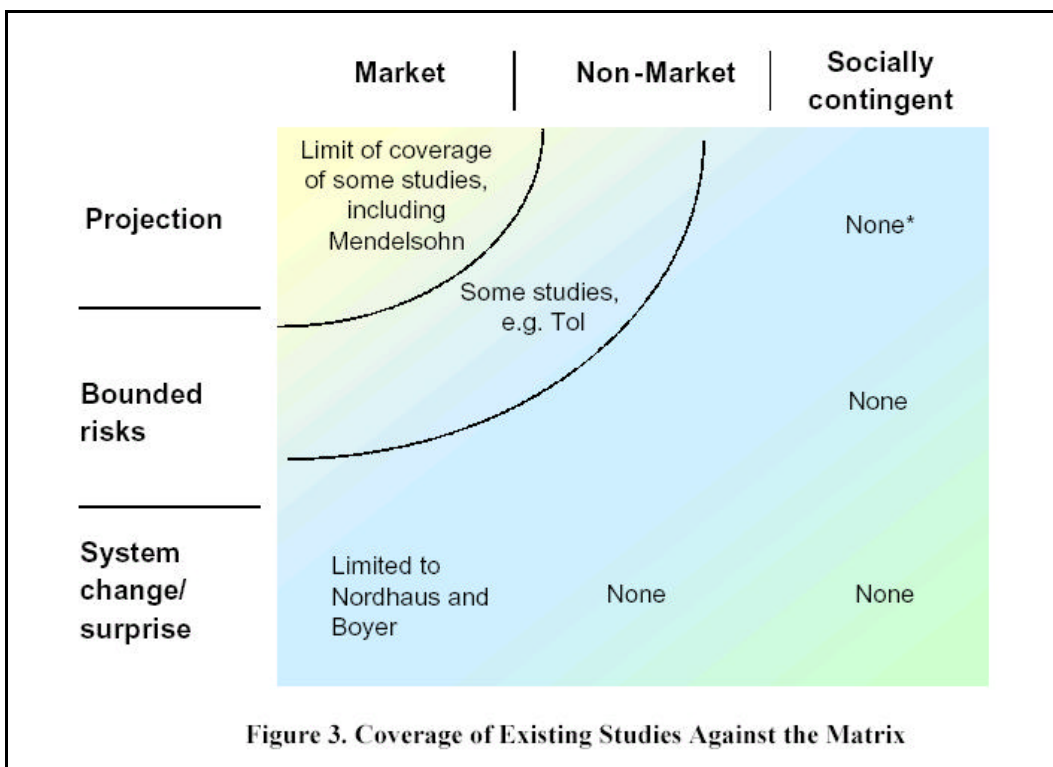 Market
Non-Market
Socially
contingent
Projection
Limit of coverage
of some studies,
including
Mendelsohn
None*
Some studies,
e.g. Tol
Bounded
risks
None
System
change/
surprise
Limited to
Nordhaus and
Boyer
None
None
Figure 3. Coverage of Existing Studies Against the Matrix